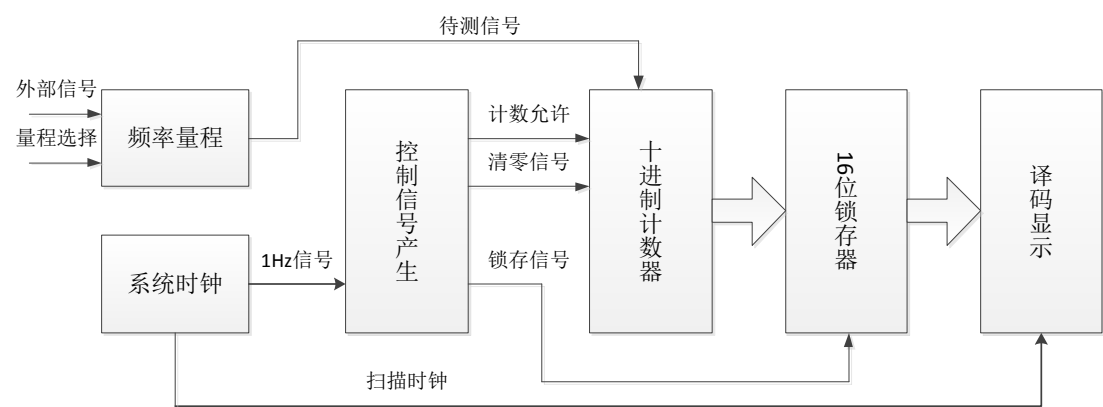 待测信号
外部信号
量程选择
频率量程
控制信号产生
计数允许
清零信号
十进制计数器
16位锁存器
译码显示
系统时钟
1Hz信号
锁存信号
扫描时钟